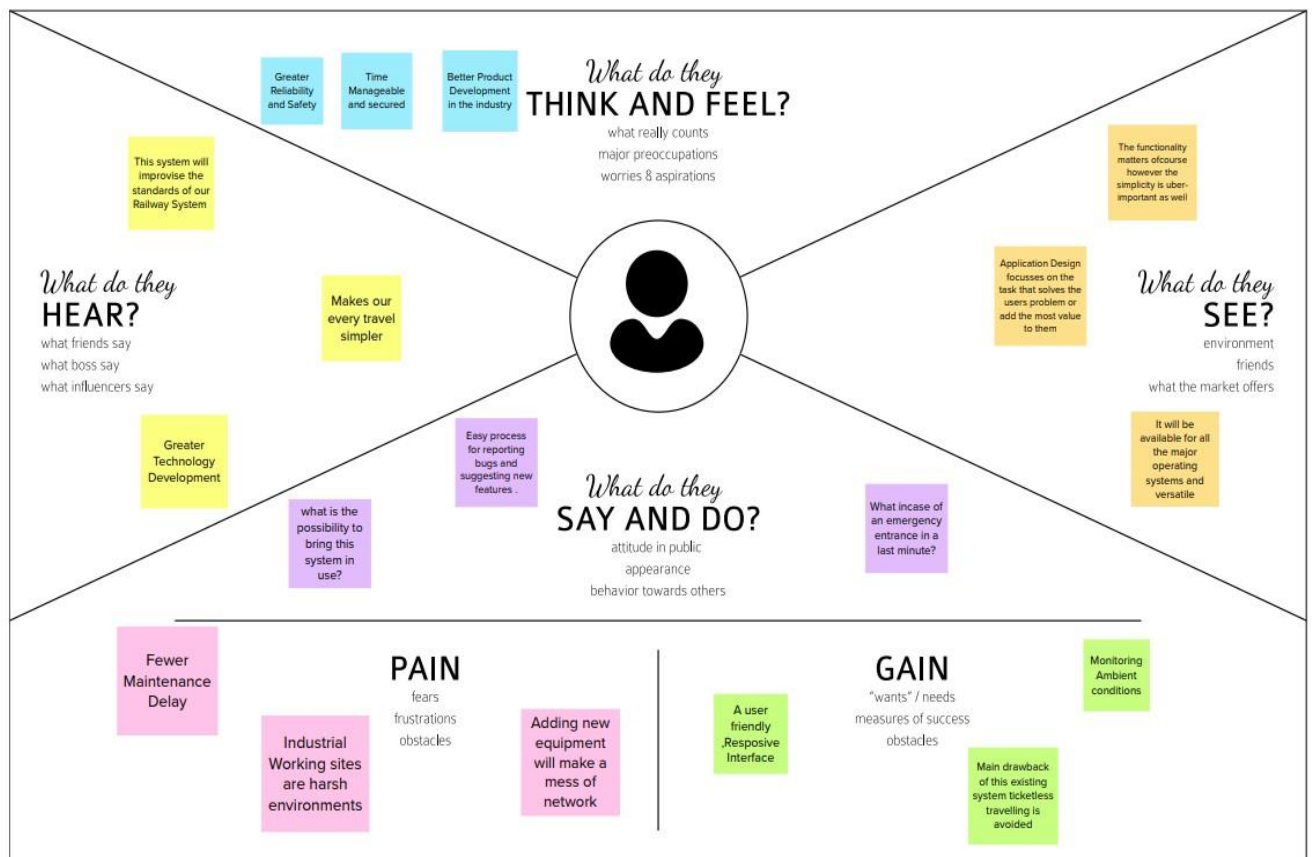 Greater
Reliability
and Safety
Time
Manageable
and secured
Better Product
Development
in the industry
What do they
THINK AND FEEL?
what really counts
major preoccupations
worries & aspirations
This system will
improvise the
standards of our
Railway System
What do they
HEAR?
what friends say
what boss say
what influencers say
Makes our
every travel
simpler
Greater
Technology
Development
The functionality
matters ofcourse
however the
simplicity is uber-
important as well
Application Design
focusses on the
task that solves the
users problem or
add the most value
to them
What do they
SEE?
environment
friends
what the market offers
It will be
available for all
the major
operating
systems and
versatile
Easy process
for reporting
bugs and
suggesting new
features .
what is the
possibility to
bring this
system in
use?
What do they
SAY AND DO?
attitude in public
appearance
behavior towards others
What incase of
an emergency
entrance in a
last minute?
Fewer
Maintenance
Delay
PAIN
fears
frustrations
obstacles
Industrial
Working sites
are harsh
environments
Adding new
equipment
will make a
mess of
network
GAIN
"wants" / needs
measures of success
obstacles
A user
friendly
,Resposive
Interface
Monitoring
Ambient
conditions
Main drawback
of this existing
system ticketless
travelling is
avoided